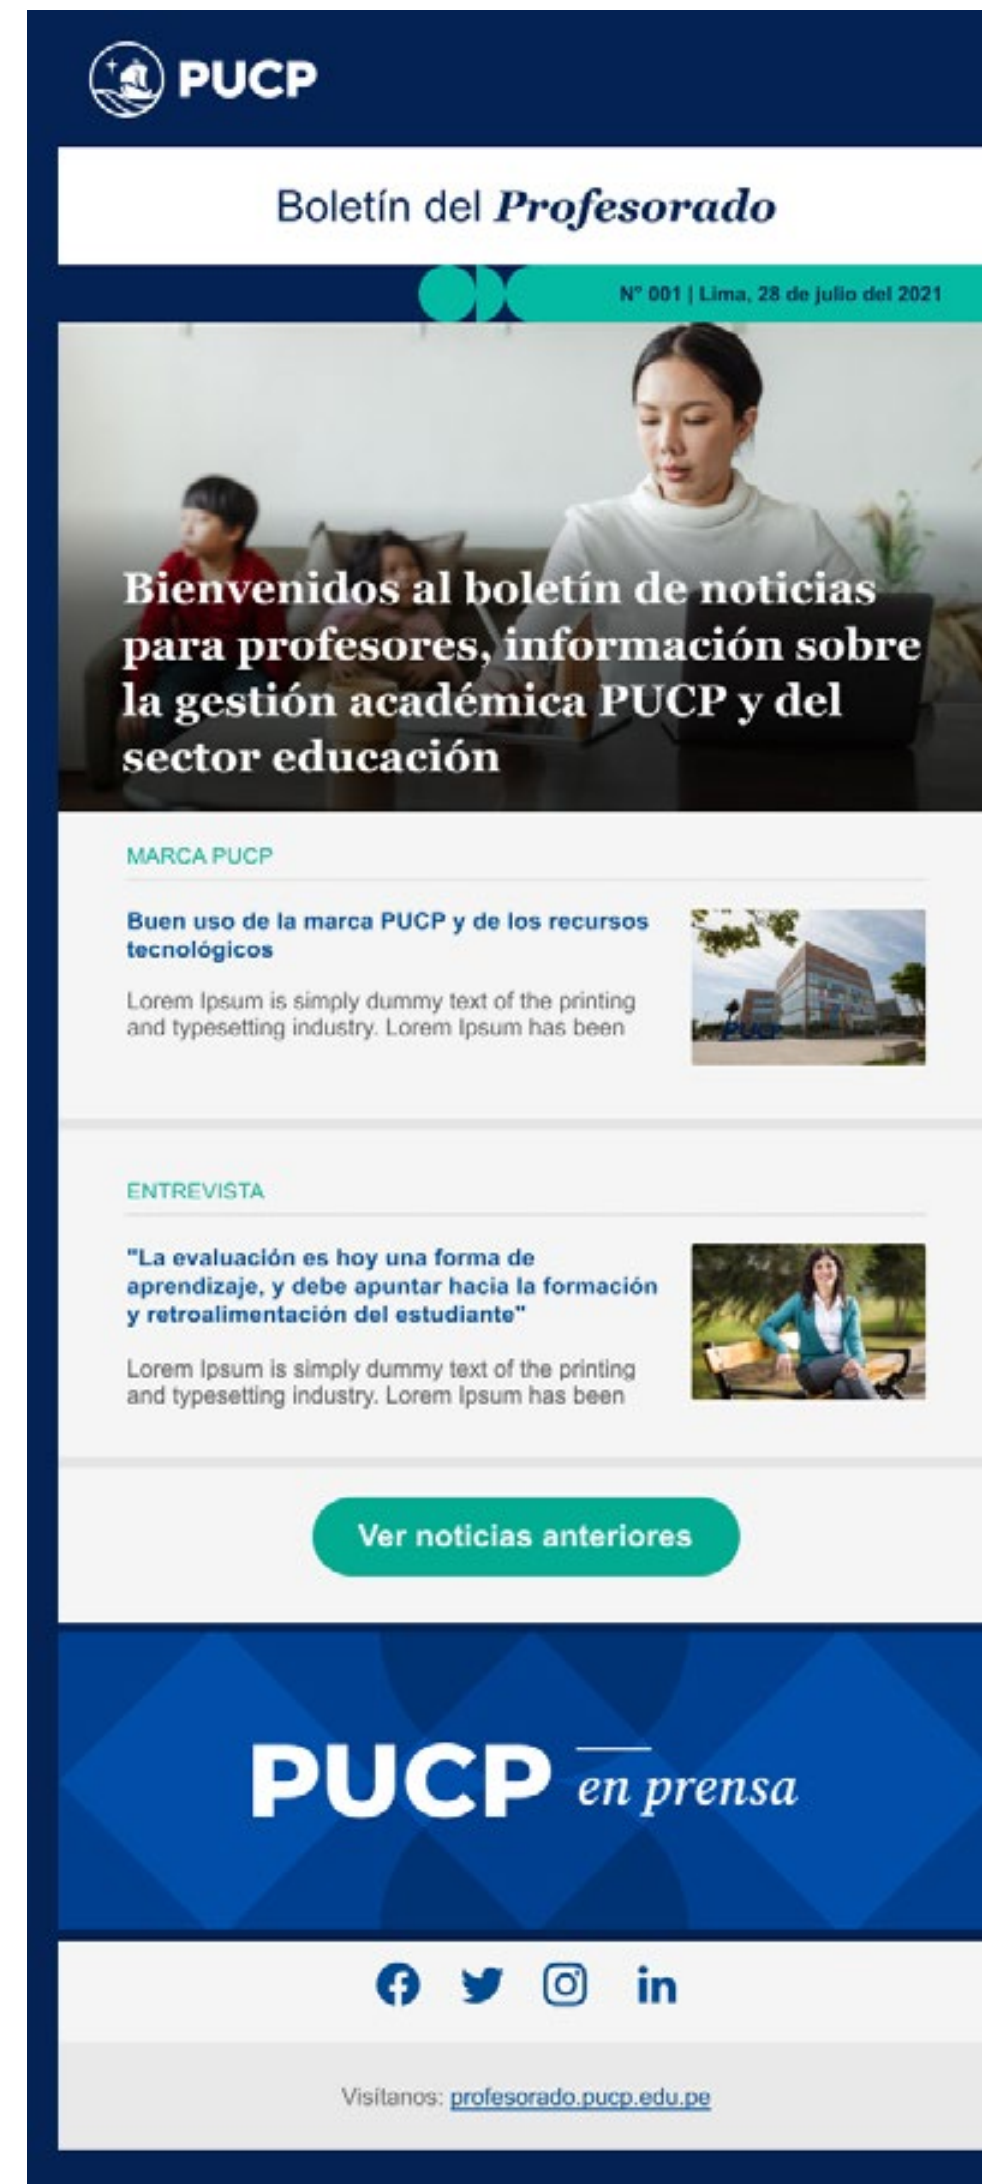 PUCP
Boletín del Profesorado
N° 001 | Lima, 28 de julio del 2021
Bienvenidos al boletín de noticias
para profesores, información sobre
la gestión académica PUCP y del
sector educación
MARCA PUCP
Buen uso de la marca PUCP y de los recursos
tecnológicos
Lorem Ipsum is simply dummy text of the printing
and typesetting industry. Lorem Ipsum has been
PUCP
ENTREVISTA
"La evaluación es hoy una forma de
aprendizaje, y debe apuntar hacia la formación
y retroalimentación del estudiante"
Lorem Ipsum is simply dummy text of the printing
and typesetting industry. Lorem Ipsum has been
Ver noticias anteriores
PUCP en prensa
in
Visítanos: profesorado.pucp.edu.pe